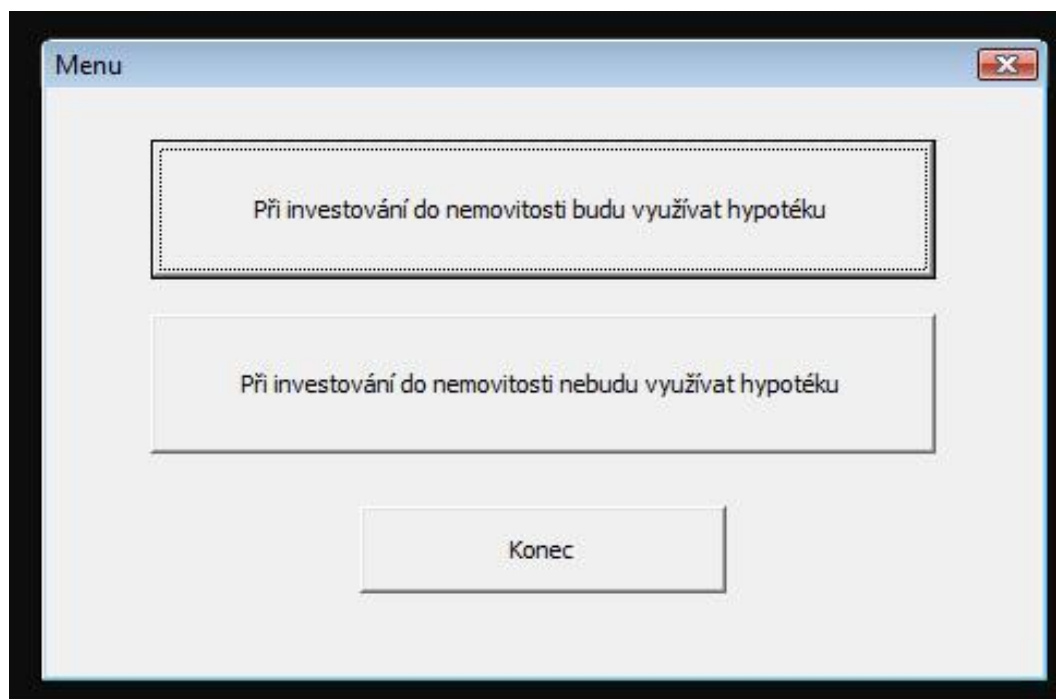 Menu
Při investování do nemovitosti budu využívat hypotéku
Při investování do nemovitosti nebudu využívat hypotéku
Konec